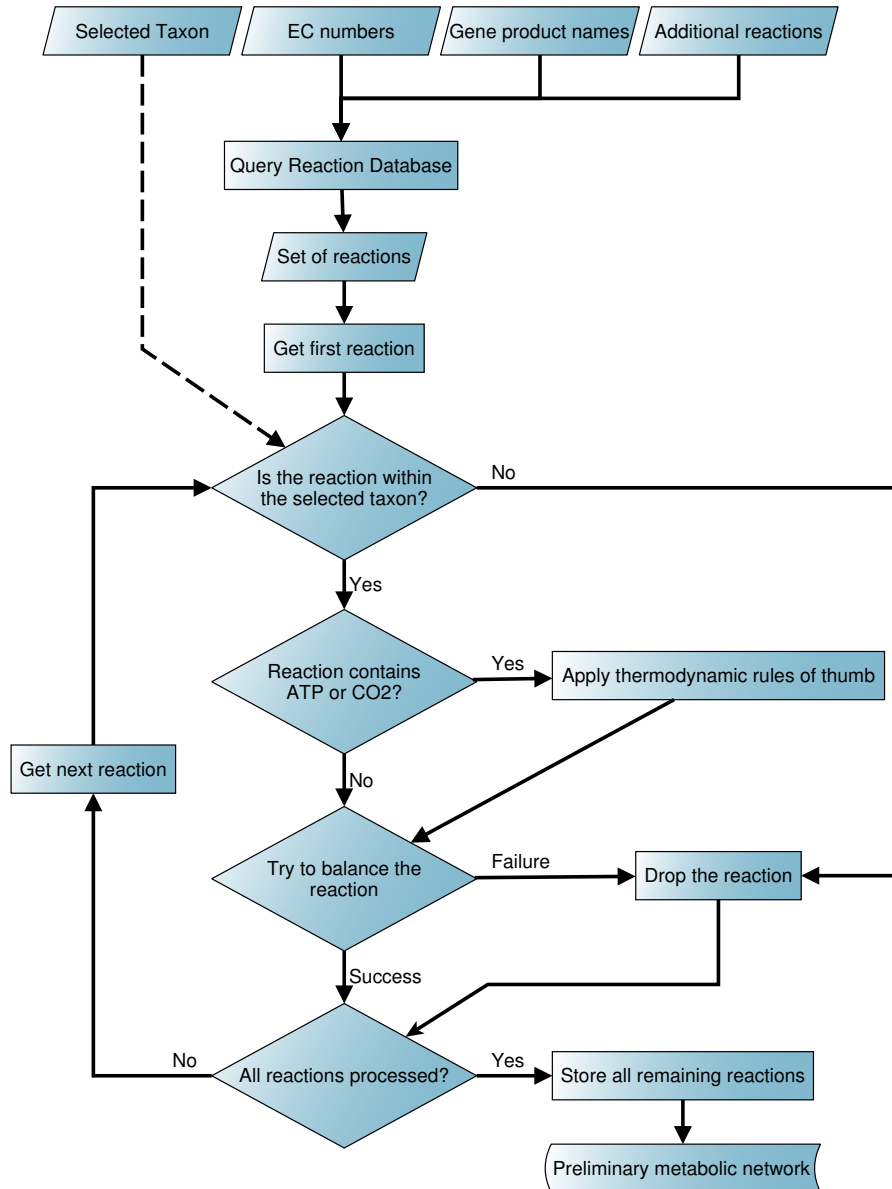 Selected Taxon
EC numbers
Gene product names
Additional reactions
Query Reaction Database
Set of reactions
Get first reaction
Is the reaction within
the selected taxon?
No
Yes
Reaction contains
ATP or CO2?
Yes
Apply thermodynamic rules of thumb
Get next reaction
No
Try to balance the
reaction
Failure
Drop the reaction
Success
No
All reactions processed?
Yes
Store all remaining reactions
Preliminary metabolic network